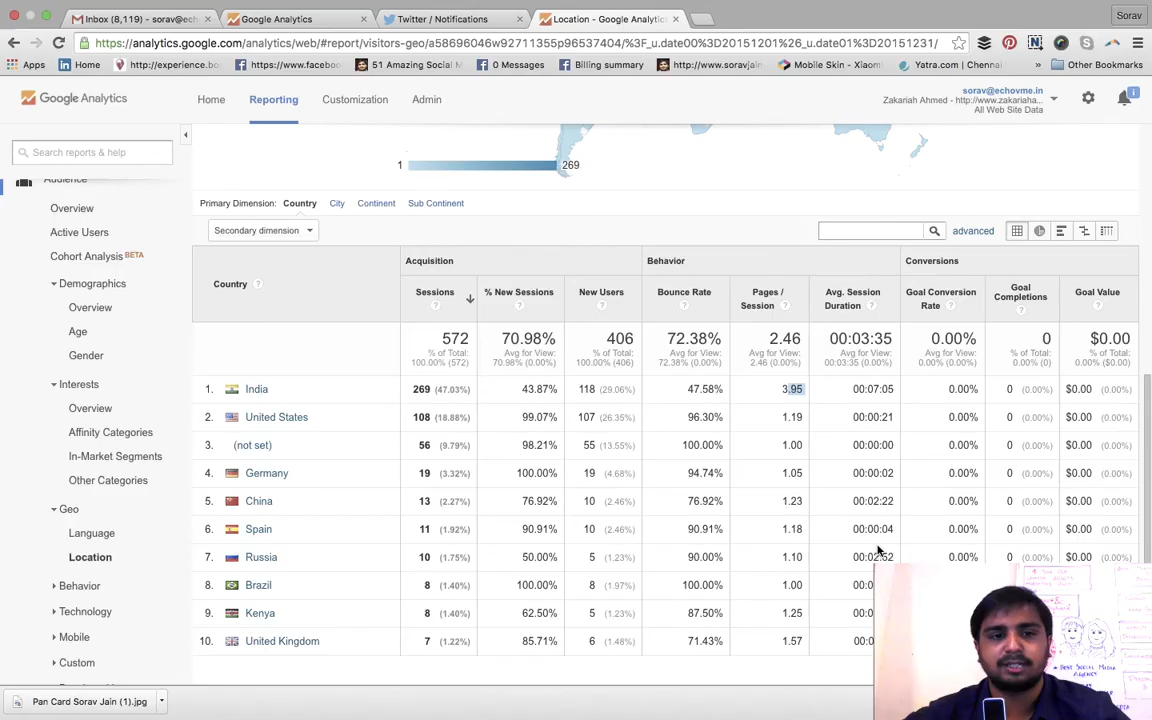 Inbox (8,119) - sorav@ech
Google Analytics
Twitter / Notifications
Location - Google Analytics
Sorav
https://analytics.google.com/analytics/web/#report/visitors-geo/a58696046w92711355p96537404/%3F_u.date00%3D20151201%26_u.date01%3D20151231/
Apps
Home
http://experience.bo
https://www.faceboo
51 Amazing Social M
0 Messages
Billing summary
http://www.soravjain
Mobile Skin - Xiaom
Yatra.com | Chennai
»
Other Bookmarks
Google Analytics
Home
Reporting
Customization
Admin
sorav@echovme.in
Zakariah Ahmed - http://www.zakariaha...
All Web Site Data
1
Search reports & help
Audience
Overview
Active Users
Cohort Analysis BETA
Demographics
Overview
Age
Gender
Interests
Overview
Affinity Categories
In-Market Segments
Other Categories
Geo
Language
Location
Behavior
Technology
Mobile
Custom
1
269
Primary Dimension: Country City Continent Sub Continent
Secondary dimension
advanced
Country ?
Acquisition
Behavior
Conversions
Sessions ?
% New Sessions ?
New Users ?
Bounce Rate ?
Pages / Session ?
Avg. Session Duration ?
Goal Conversion Rate ?
Goal Completions ?
Goal Value ?
572 70.98% 406 72.38% 2.46 00:03:35 0.00% 0 $0.00
% of Total: Avg for View: % of Total: Avg for View: Avg for View: Avg for View: Avg for View: % of Total: % of Total:
100.00% (572) 70.98% (0.00%) 100.00% (406) 72.38% (0.00%) 2.46 (0.00%) 00:03:35 (0.00%) 0.00% (0.00%) 0.00% (0) 0.00% ($0.00)
1. India 269 (47.03%) 43.87% 118 (29.06%) 47.58% 3.95 00:07:05 0.00% 0 (0.00%) $0.00 (0.00%)
2. United States 108 (18.88%) 99.07% 107 (26.35%) 96.30% 1.19 00:00:21 0.00% 0 (0.00%) $0.00 (0.00%)
3. (not set) 56 (9.79%) 98.21% 55 (13.55%) 100.00% 1.00 00:00:00 0.00% 0 (0.00%) $0.00 (0.00%)
4. Germany 19 (3.32%) 100.00% 19 (4.68%) 94.74% 1.05 00:00:02 0.00% 0 (0.00%) $0.00 (0.00%)
5. China 13 (2.27%) 76.92% 10 (2.46%) 76.92% 1.23 00:02:22 0.00% 0 (0.00%) $0.00 (0.00%)
6. Spain 11 (1.92%) 90.91% 10 (2.46%) 90.91% 1.18 00:00:04 0.00% 0 (0.00%) $0.00 (0.00%)
7. Russia 10 (1.75%) 50.00% 5 (1.23%) 90.00% 1.10 00:02:52 0.00% 0 (0.00%) $0.00 (0.00%)
8. Brazil 8 (1.40%) 100.00% 8 (1.97%) 100.00% 1.00 00:0
9. Kenya 8 (1.40%) 62.50% 5 (1.23%) 87.50% 1.25 00:0
10. United Kingdom 7 (1.22%) 85.71% 6 (1.48%) 71.43% 1.57 00:0
BEST SOCIAL MEDIA
AGENCY
Pan Card Sorav Jain (1).jpg